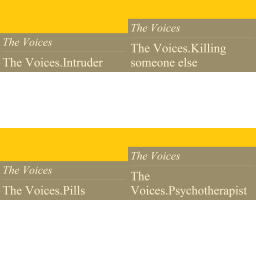 The Voices
The Voices.Intruder
The Voices
The Voices.Killing
someone else
The Voices
The Voices.Pills
The Voices
The
Voices.Psychotherapist